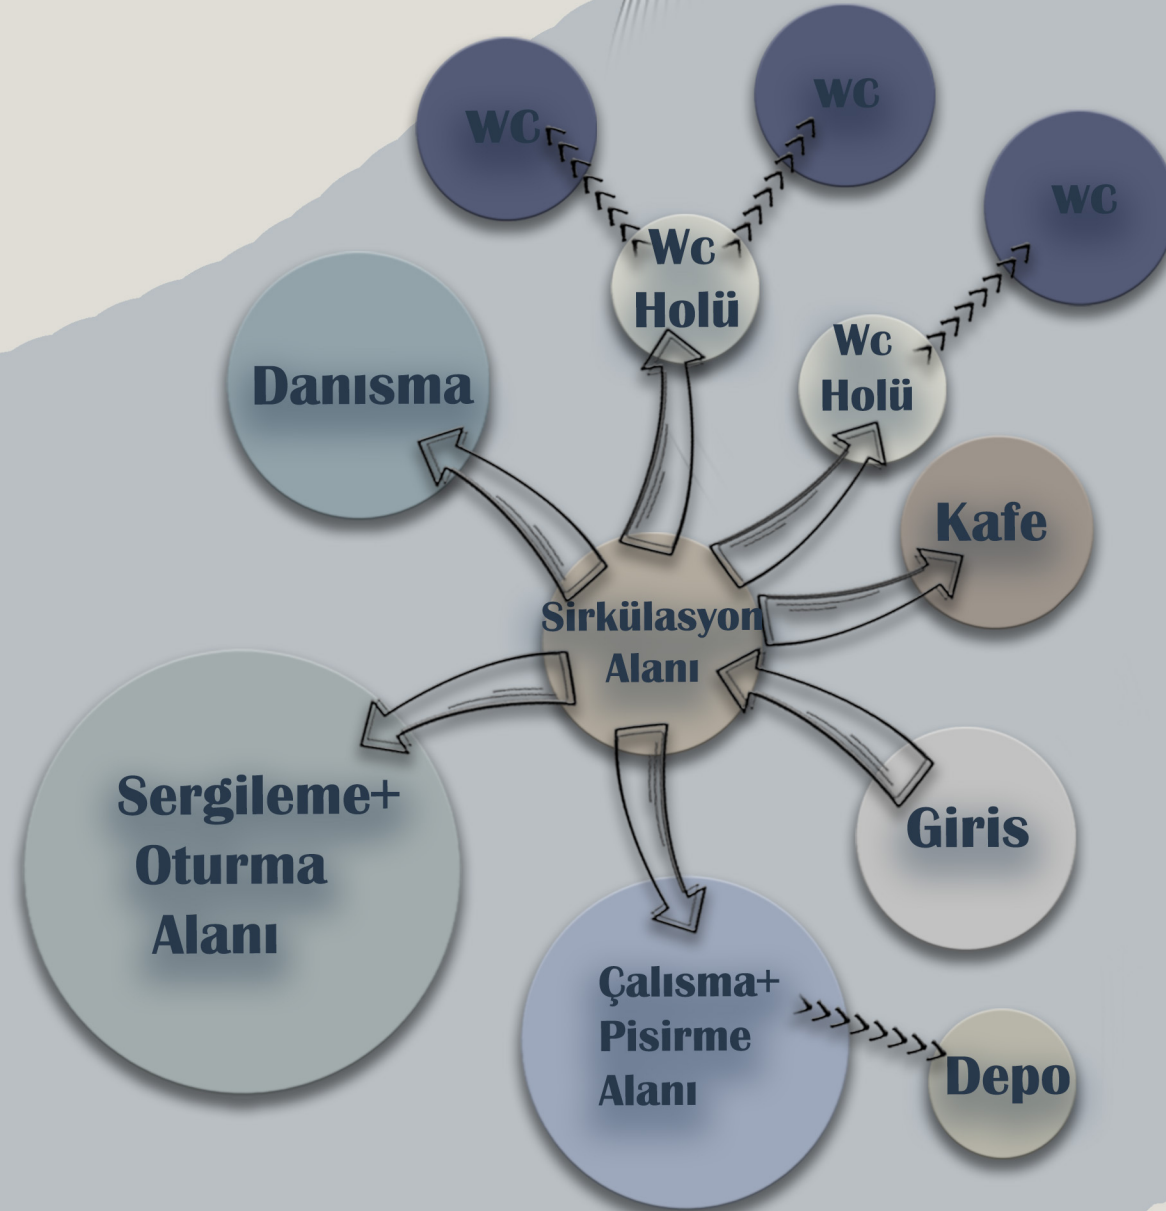 wc
wc
wc
Wc
Holü
Wc
Holü
Danısma
Kafe
Sirkülasyon
Alanı
Sergileme+
Oturma
Alanı
Giris
Çalısma+
Pisirme
Alanı
Depo